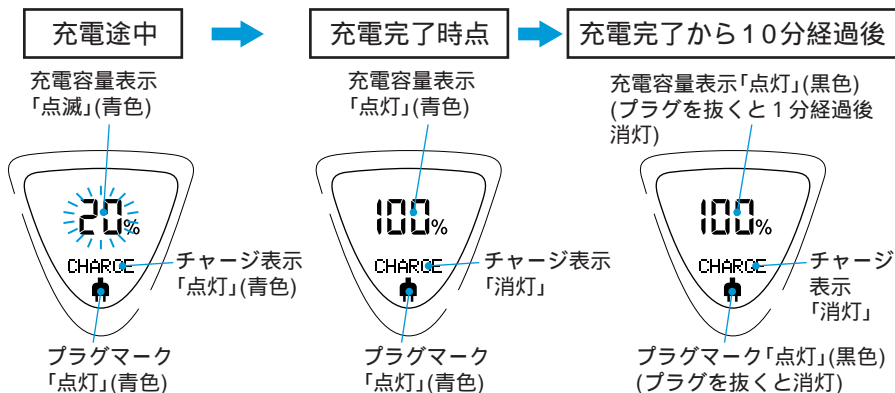 充電途中
充電完了時点
充電完了から10分経過後
充電容量表示
「点滅」(青色)
20%
CHARGE
チャージ表示
「点灯」(青色)
プラグマーク
「点灯」(青色)
充電容量表示
「点灯」(青色)
100%
CHARGE
チャージ表示
「消灯」
プラグマーク
「点灯」(青色)
充電容量表示「点灯」(黒色)
(プラグを抜くと1分経過後
消灯)
100%
CHARGE
チャージ
表示
「消灯」
プラグマーク「点灯」(黒色)
(プラグを抜くと消灯)